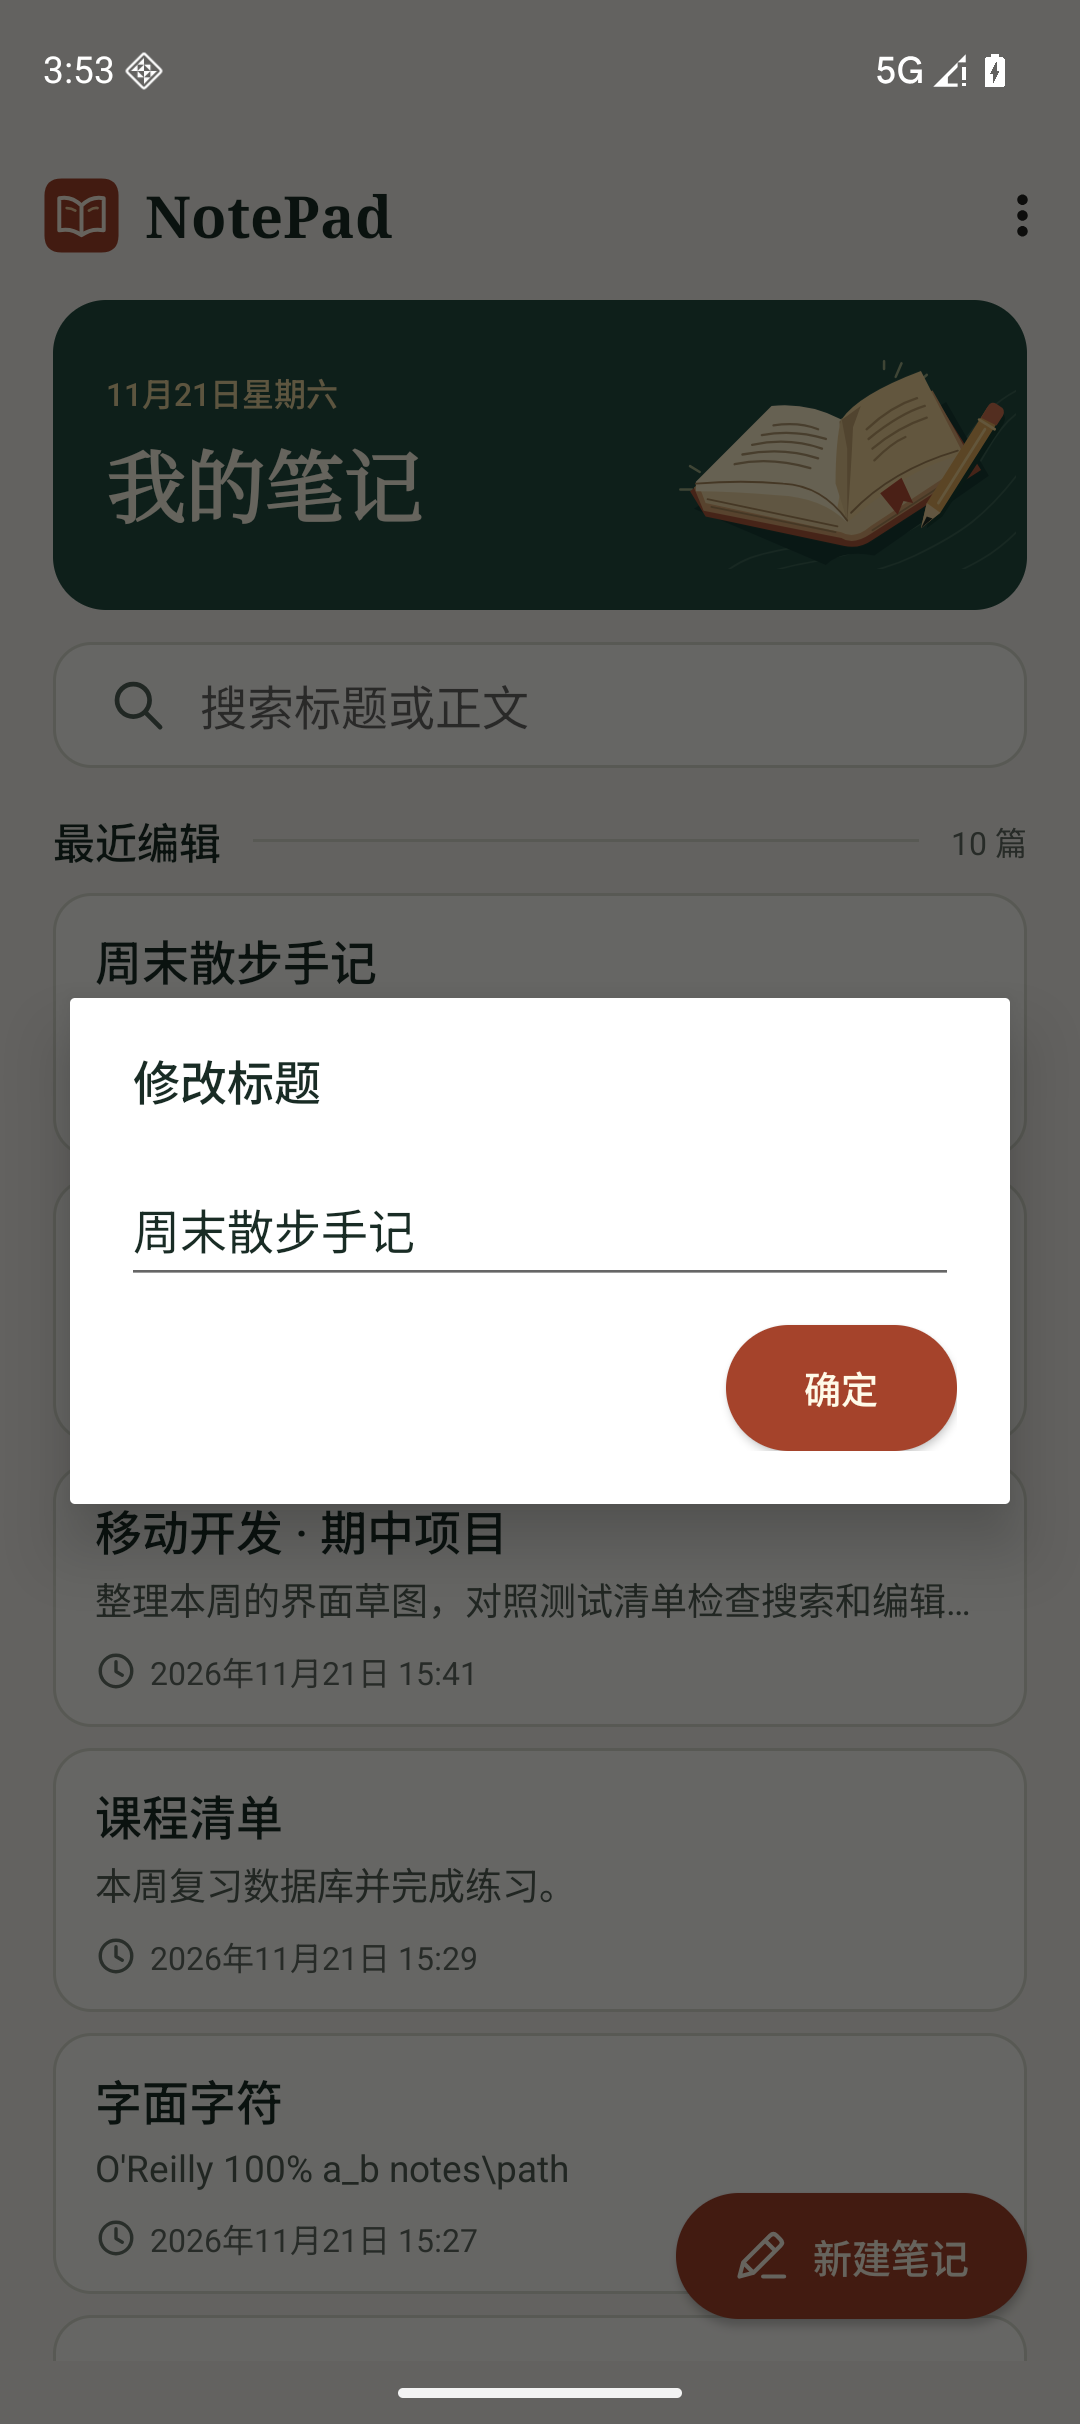 3:53
5G
NotePad
11月21日星期六
我的笔记
搜索标题或正文
最近编辑
10 篇
周末散步手记
修改标题
周末散步手记
确定
移动开发 · 期中项目
整理本周的界面草图，对照测试清单检查搜索和编辑...
2026年11月21日 15:41
课程清单
本周复习数据库并完成练习。
2026年11月21日 15:29
字面字符
O'Reilly 100% a_b notes\path
2026年11月21日 15:27
新建笔记